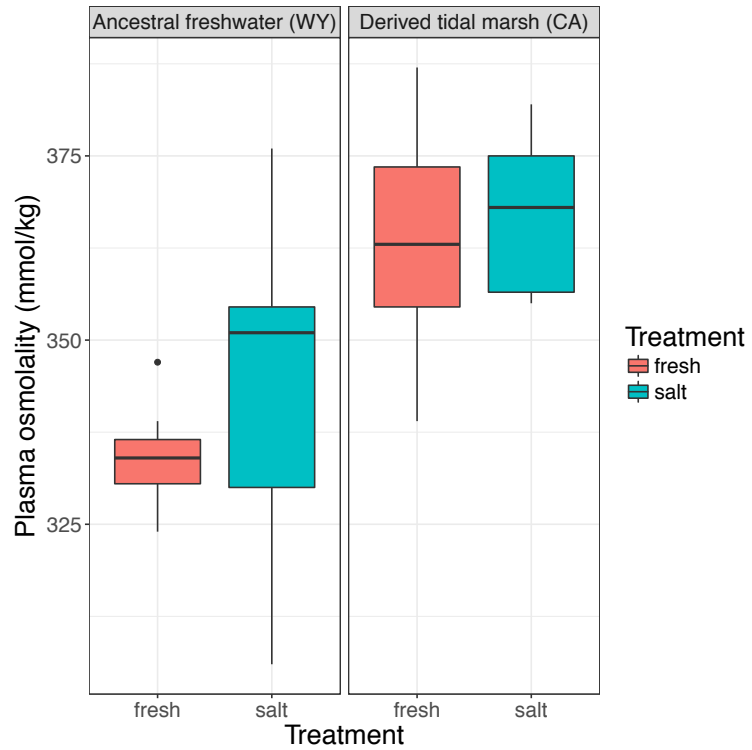 Ancestral freshwater (WY)
Derived tidal marsh (CA)
Plasma osmolality (mmol/kg)
375
350
325
fresh
salt
fresh
salt
Treatment
Treatment
fresh
salt